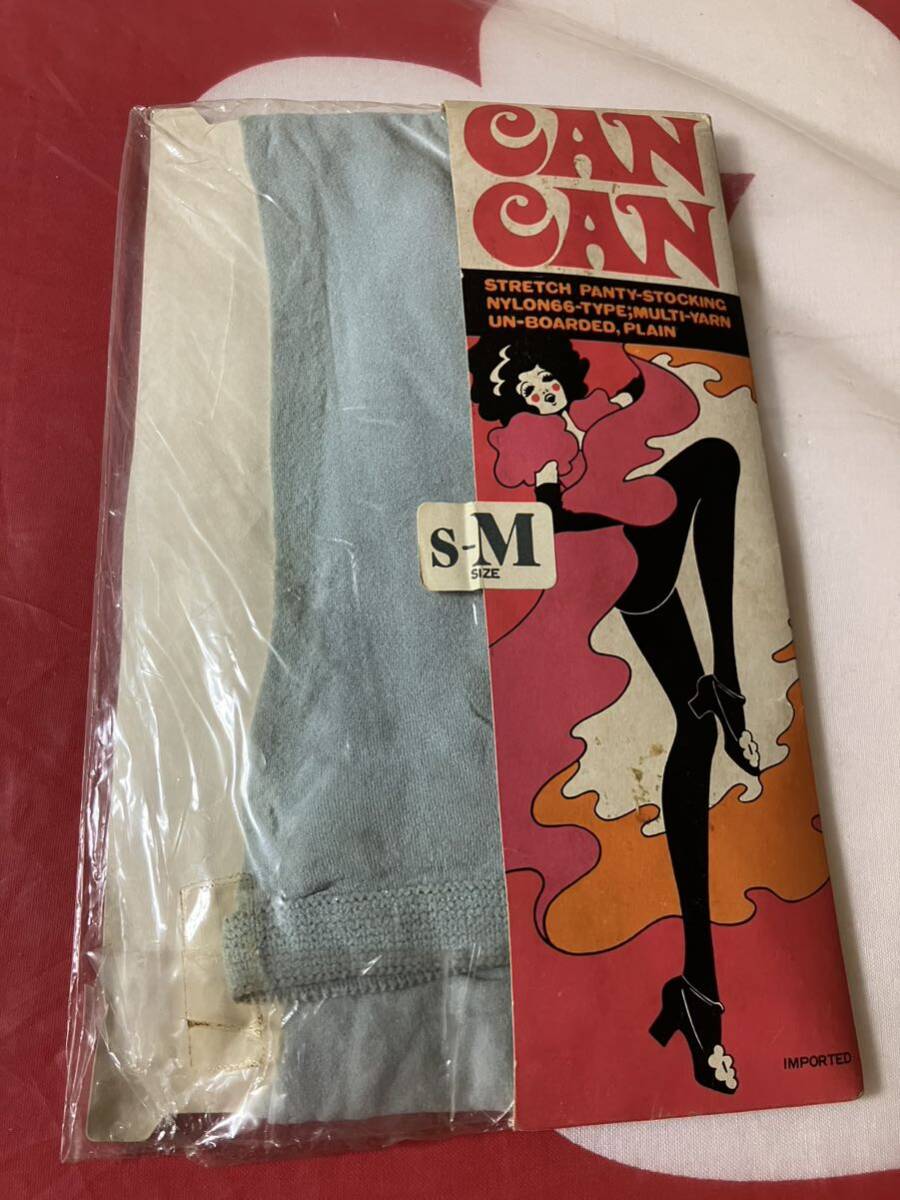 CAN
CAN
STRETCH PANTY-STOCKING
NYLON66-TYPE;MULTI-YARN
UN-BOARDED, PLAIN
S-M
SIZE
IMPORTED